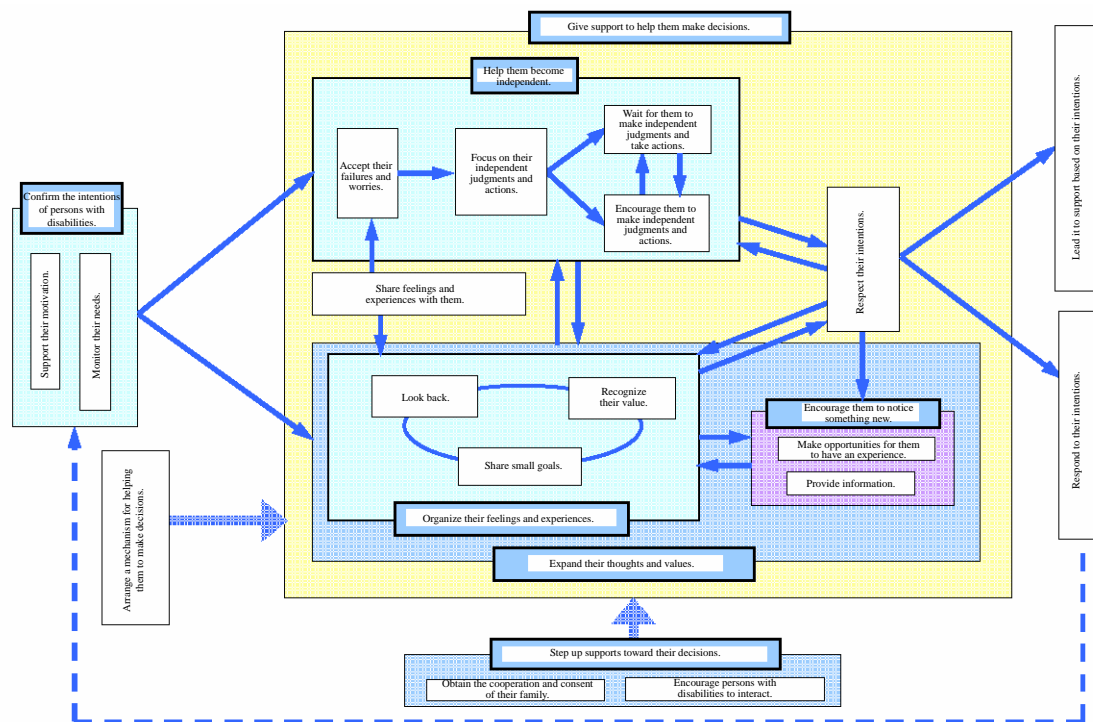 Give support to help them make decisions.
Help them become
independent.
Wait for them to
make independent
judgments and
take actions.
Accept their
failures and
worries.
Focus on their
independent
judgments and
actions.
Encourage them to
make independent
judgments and
actions.
Confirm the intentions
of persons with
disabilities.
Support their motivation.
Monitor their needs.
Share feelings and
experiences with them.
Respect their intentions.
Lead it to support based on their intentions.
Respond to their intentions.
Look back.
Recognize
their value.
Share small goals.
Organize their feelings and experiences.
Encourage them to notice
something new.
Make opportunities for them
to have an experience.
Provide information.
Expand their thoughts and values.
Arrange a mechanism for helping
them to make decisions.
Step up supports toward their decisions.
Obtain the cooperation and consent
of their family.
Encourage persons with
disabilities to interact.